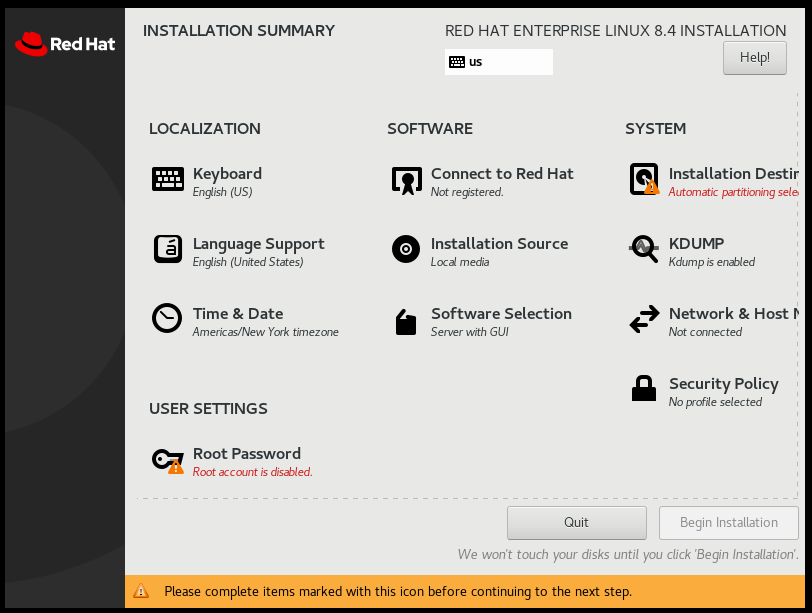 Red Hat
INSTALLATION SUMMARY
RED HAT ENTERPRISE LINUX 8.4 INSTALLATION
us
Help!
LOCALIZATION
Keyboard
English (US)
Language Support
English (United States)
Time & Date
Americas/New York timezone
SOFTWARE
Connect to Red Hat
Not registered.
Installation Source
Local media
Software Selection
Server with GUI
SYSTEM
Installation Destin
Automatic partitioning sele
KDUMP
Kdump is enabled
Network & Host N
Not connected
Security Policy
No profile selected
USER SETTINGS
Root Password
Root account is disabled.
Quit
Begin Installation
We won't touch your disks until you click 'Begin Installation'.
Please complete items marked with this icon before continuing to the next step.